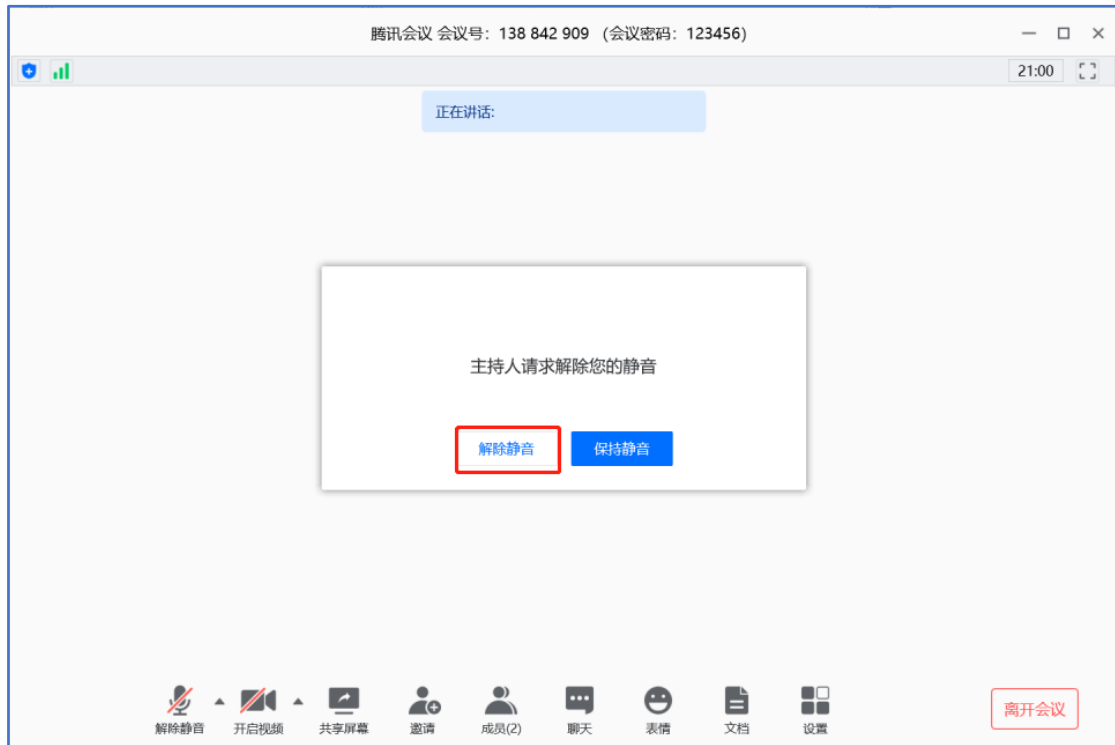 腾讯会议 会议号：138 842 909 （会议密码：123456）
21:00
正在讲话:
主持人请求解除您的静音
解除静音 保持静音
解除静音 开启视频 共享屏幕 邀请 成员(2) 聊天 表情 文档 设置 离开会议